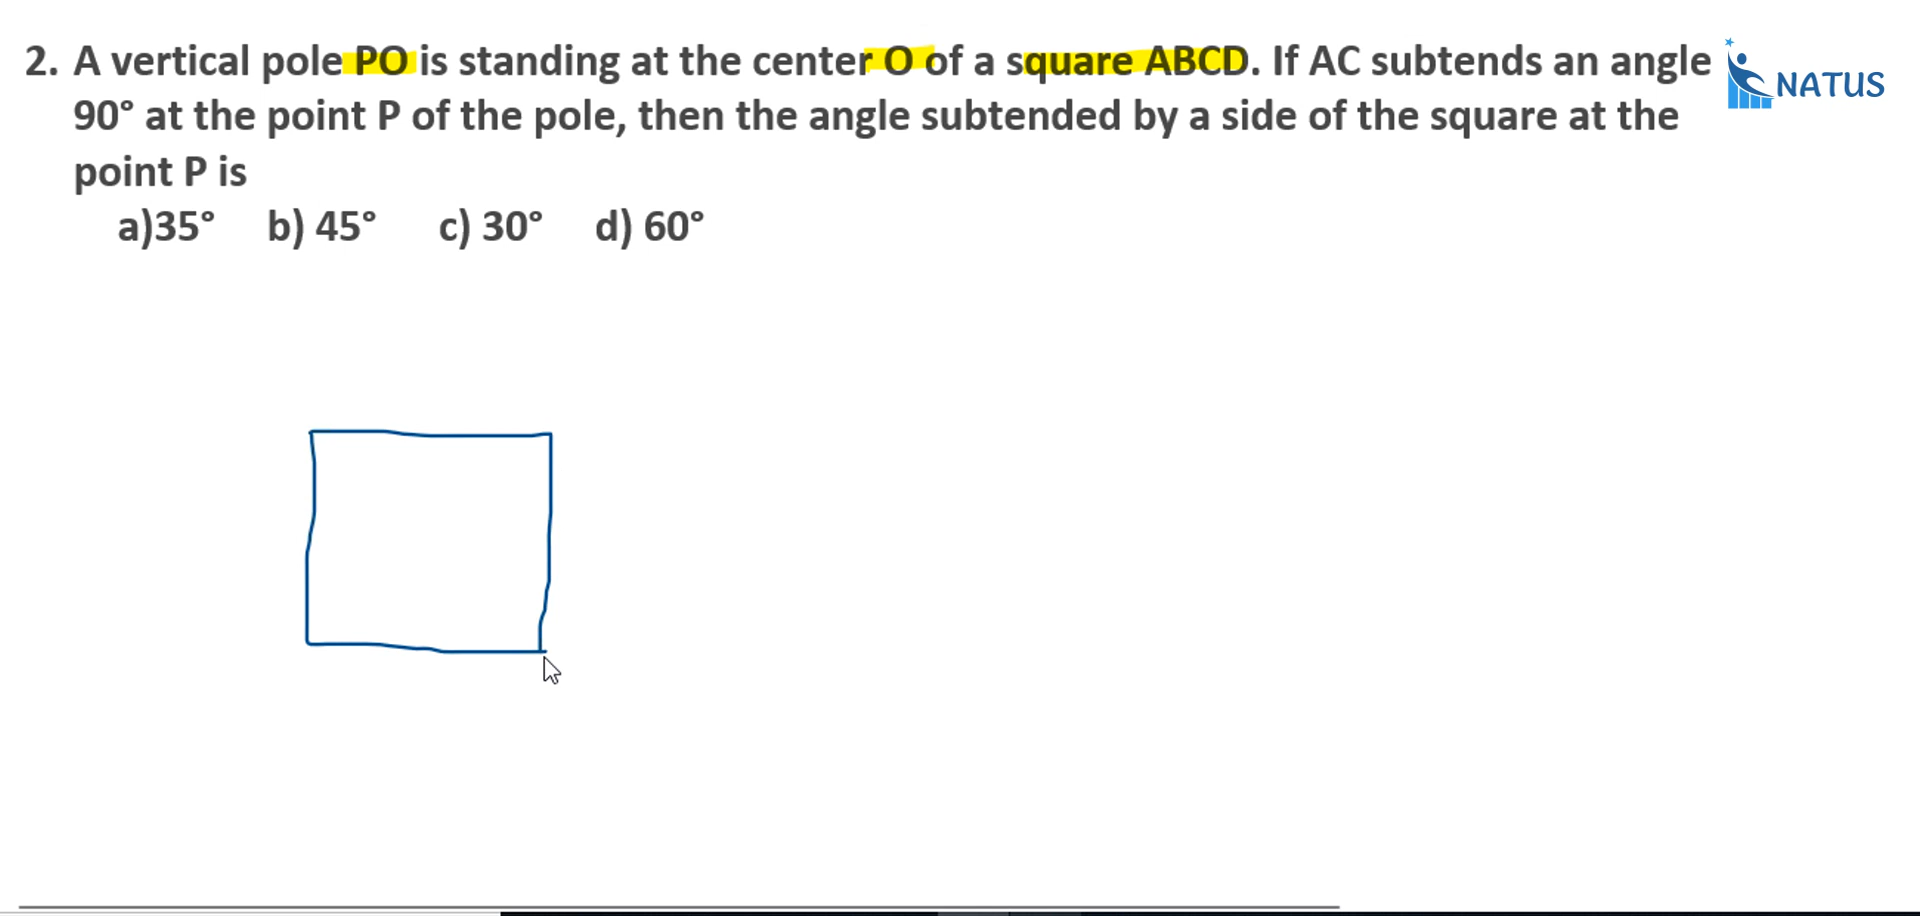 2. A vertical pole PO is standing at the center O of a square ABCD. If AC subtends an angle
NATUS
90° at the point P of the pole, then the angle subtended by a side of the square at the
point P is
a)35° b) 45° c) 30° d) 60°